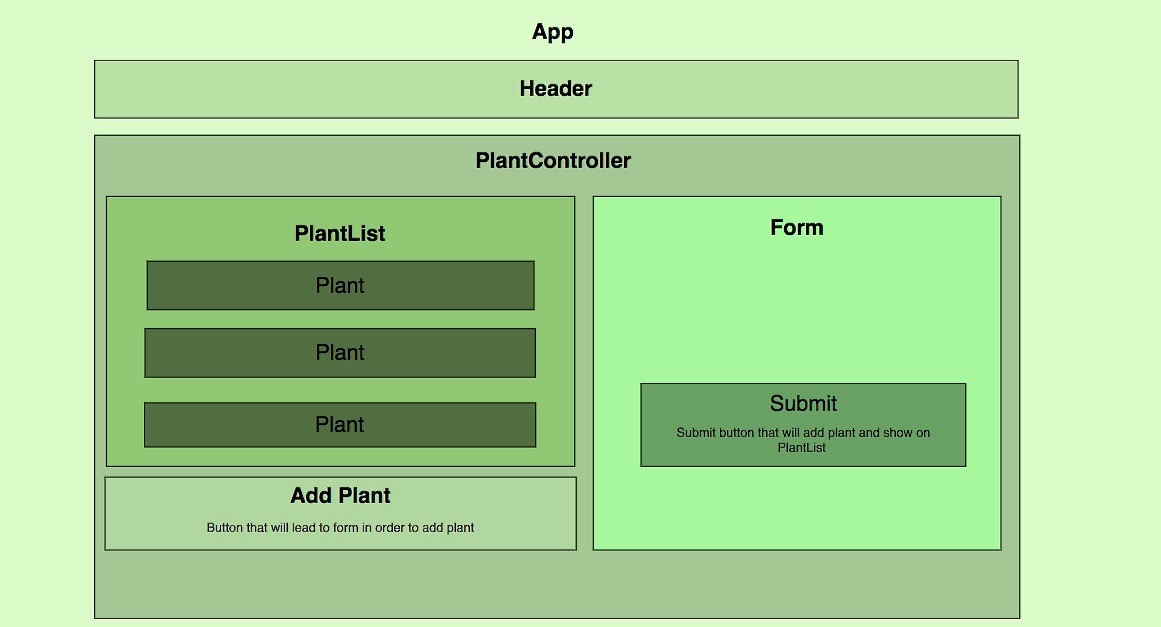 App
Header
PlantController
PlantList
Plant
Plant
Plant
Add Plant
Button that will lead to form in order to add plant
Form
Submit
Submit button that will add plant and show on
PlantList